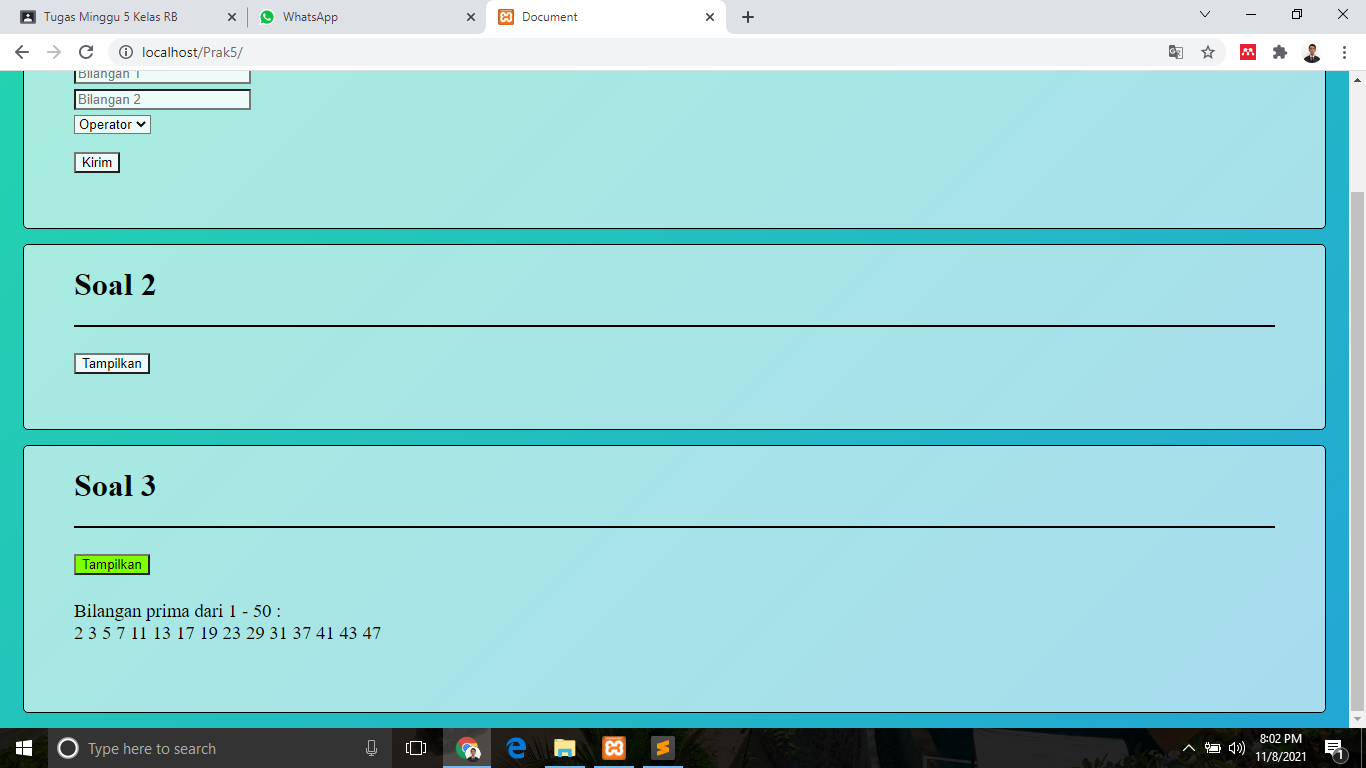 Tugas Minggu 5 Kelas RB
WhatsApp
Document
localhost/Prak5/
Bilangan 1
Bilangan 2
Operator
Kirim
Soal 2
Tampilkan
Soal 3
Tampilkan
Bilangan prima dari 1 - 50 :
2 3 5 7 11 13 17 19 23 29 31 37 41 43 47
Type here to search
8:02 PM
11/8/2021
1